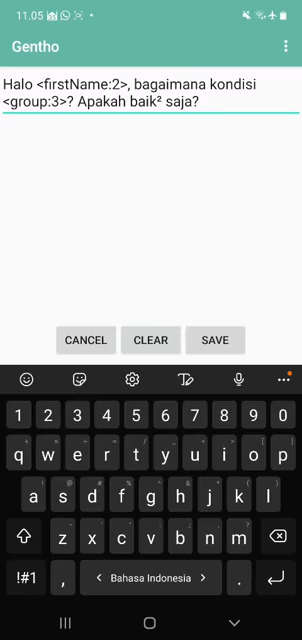 11.05
Gentho
Halo <firstName:2>, bagaimana kondisi
<group:3>? Apakah baik² saja?
CANCEL CLEAR SAVE
1 2 3 4 5 6 7 8 9 0
q w e r t y u i o p
a s d f g h j k l
z x c v b n m
!#1 , < Bahasa Indonesia > .